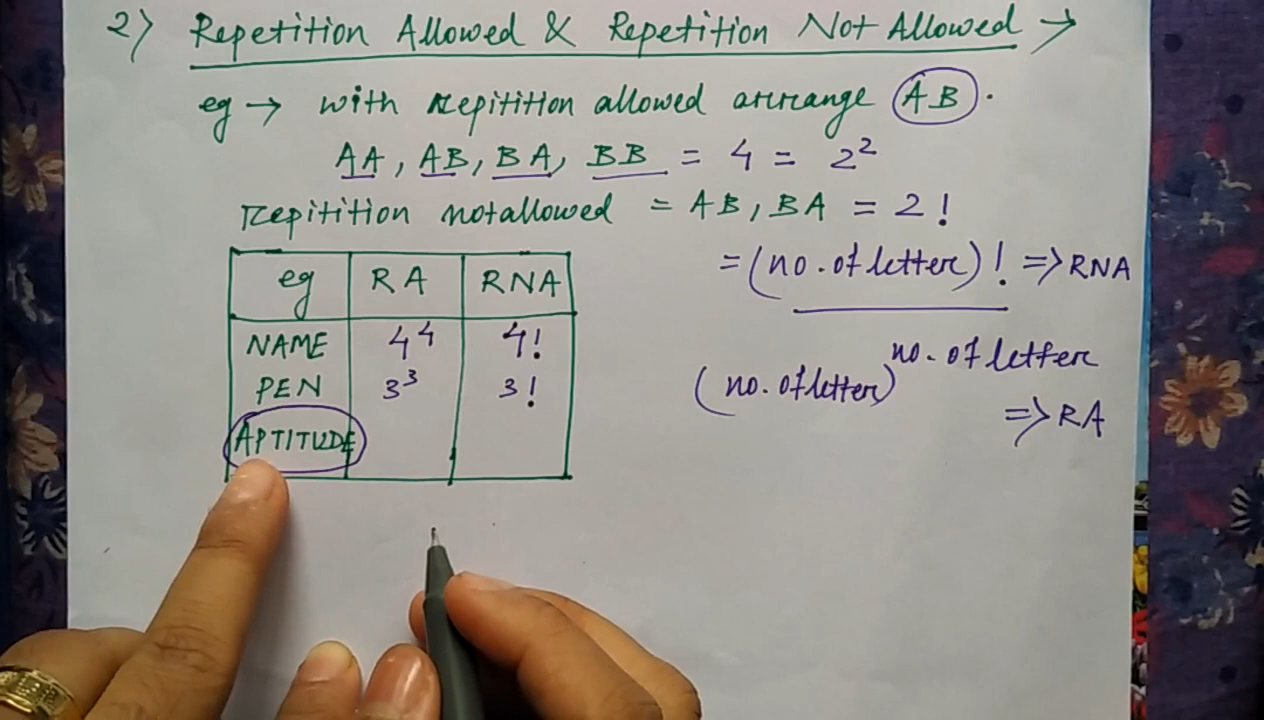 2) Repetition Allowed & Repetition Not Allowed →
eg → with repitition allowed arrange AB.
AA, AB, BA, BB = 4 = 2²
repitition notallowed = AB, BA = 2!
= (no. of letter)! => RNA
(no. of letter)^no. of letter => RA
eg RA RNA
NAME 4⁴ 4!
PEN 3³ 3!
APTITUDE